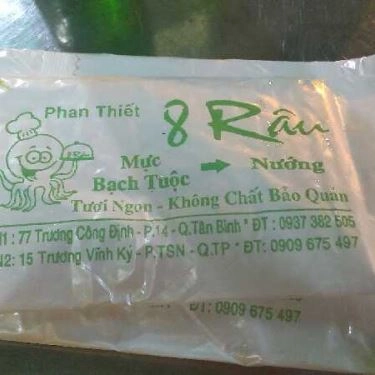 Phan Thiết 8 Râu
Mực → Nướng
Bạch Tuộc
Tươi Ngon - Không Chất Bảo Quản
1 : 77 Trương Công Định - P.14 - Q.Tân Bình * ĐT : 0937 382 505
N2: 15 Trương Vĩnh Ký - P.TSN - Q.TP * ĐT: 0909 675 497
ĐT: 0909 675 497